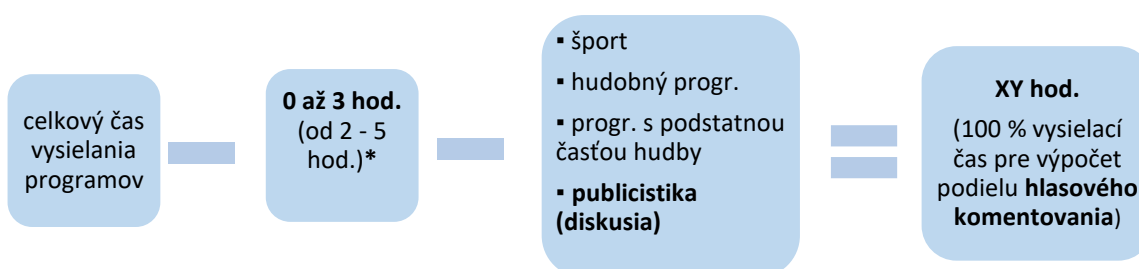 celkový čas
vysielania
programov
0 až 3 hod.
(od 2 - 5
hod.)*
▪ šport
▪ hudobný progr.
▪ progr. s podstatnou
časťou hudby
▪ publicistika
(diskusia)
XY hod.
(100 % vysielací
čas pre výpočet
podielu hlasového
komentovania)